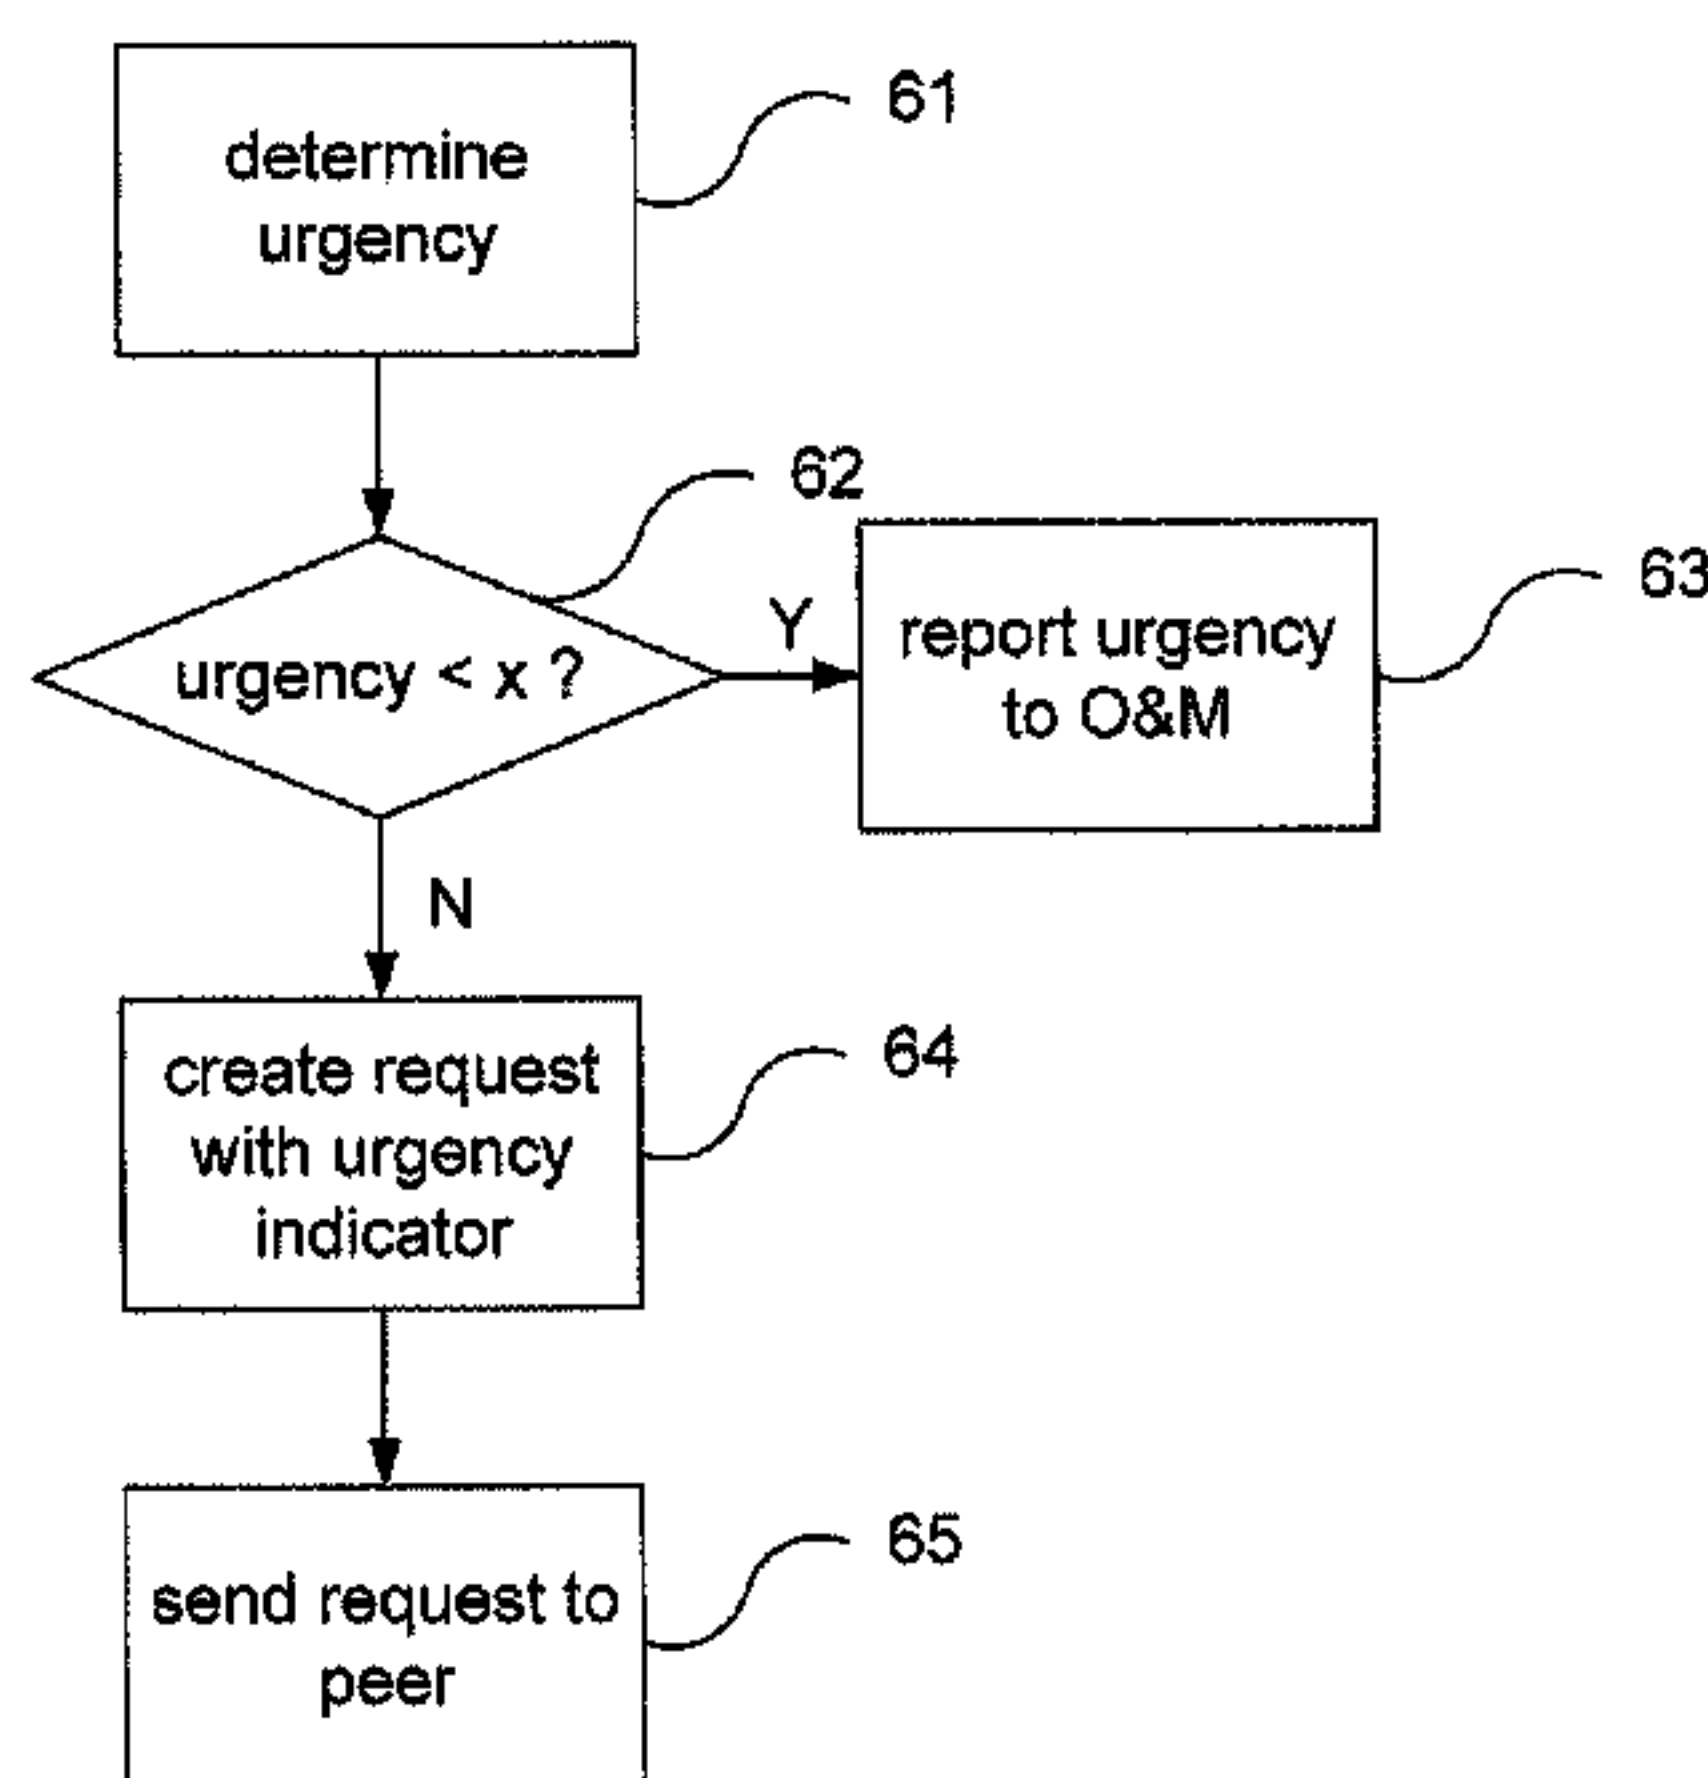 determine
urgency
61
62
urgency < x ?
Y
report urgency
to O&M
63
N
create request
with urgency
indicator
64
send request to
peer
65